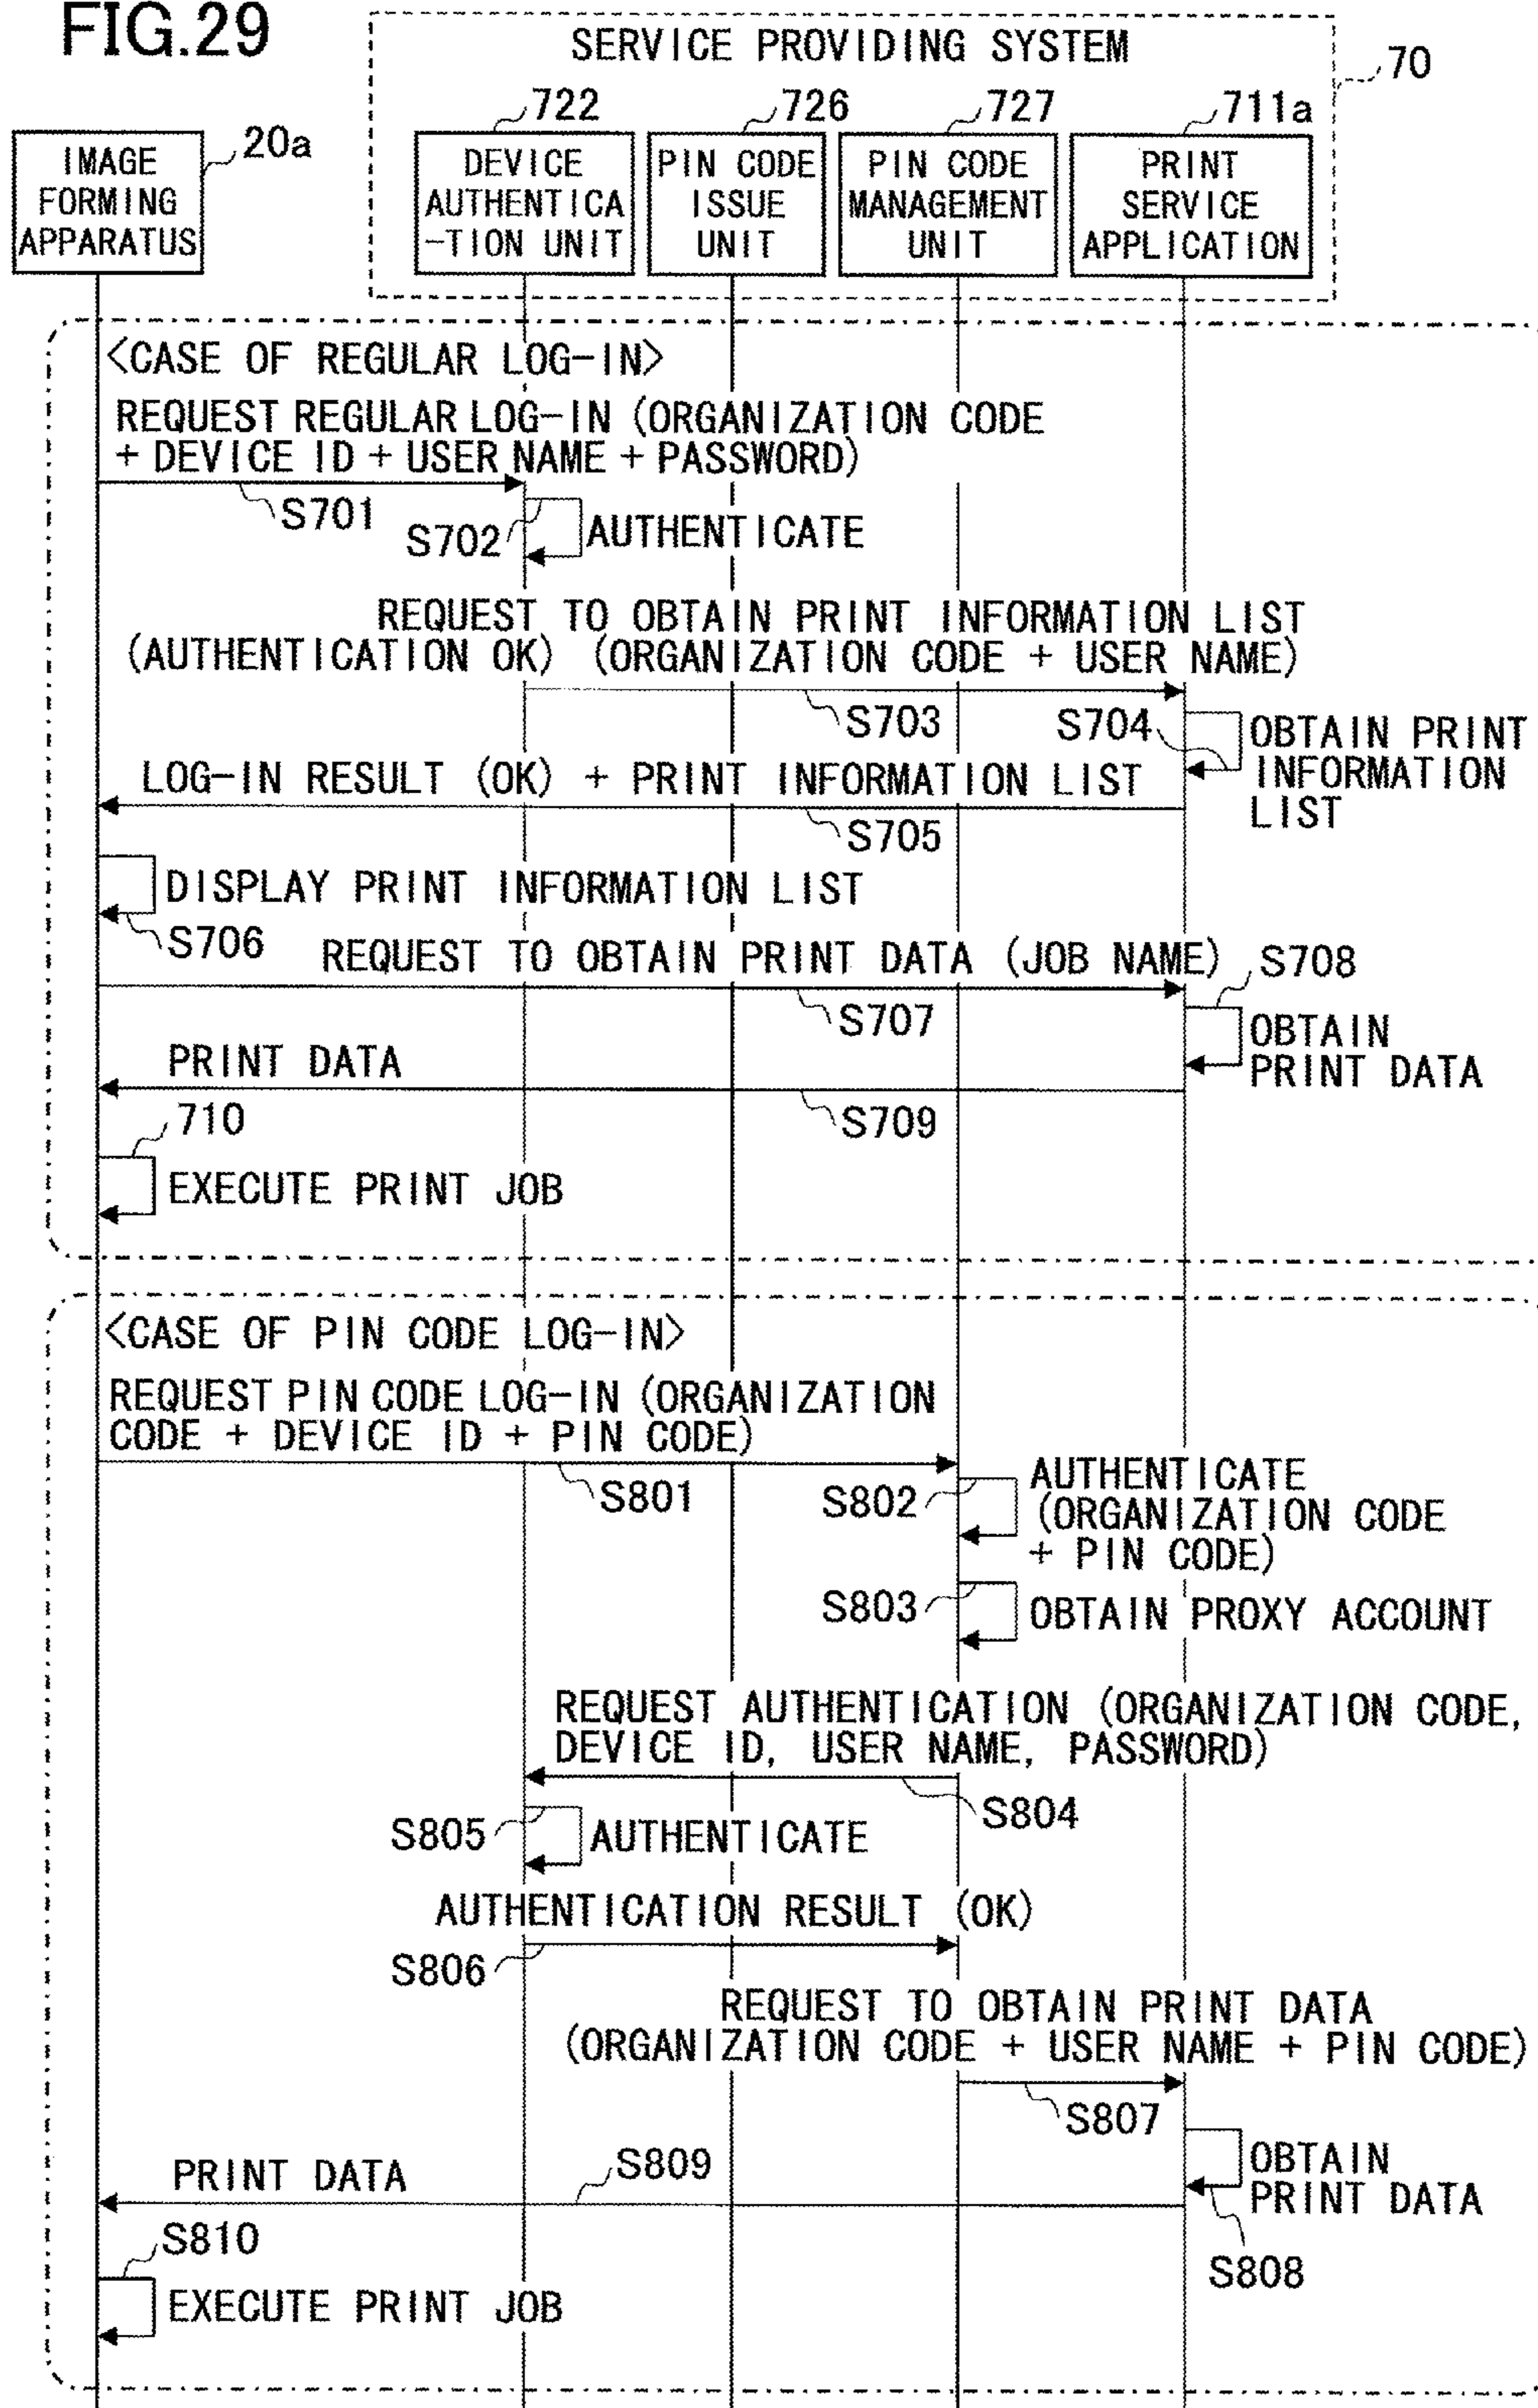 FIG.29
SERVICE PROVIDING SYSTEM
70
722
726
727
711a
20a
IMAGE
FORMING
APPARATUS
DEVICE
AUTHENTICA
-TION UNIT
PIN CODE
ISSUE
UNIT
PIN CODE
MANAGEMENT
UNIT
PRINT
SERVICE
APPLICATION
<CASE OF REGULAR LOG-IN>
REQUEST REGULAR LOG-IN (ORGANIZATION CODE
+ DEVICE ID + USER NAME + PASSWORD)
S701
S702
AUTHENTICATE
REQUEST TO OBTAIN PRINT INFORMATION LIST
(AUTHENTICATION OK) (ORGANIZATION CODE + USER NAME)
S703
S704
OBTAIN PRINT
INFORMATION
LIST
LOG-IN RESULT (OK) + PRINT INFORMATION LIST
S705
DISPLAY PRINT INFORMATION LIST
S706
REQUEST TO OBTAIN PRINT DATA (JOB NAME)
S707
S708
OBTAIN
PRINT DATA
PRINT DATA
S709
710
EXECUTE PRINT JOB
<CASE OF PIN CODE LOG-IN>
REQUEST PIN CODE LOG-IN (ORGANIZATION
CODE + DEVICE ID + PIN CODE)
S801
S802
AUTHENTICATE
(ORGANIZATION CODE
+ PIN CODE)
S803
OBTAIN PROXY ACCOUNT
REQUEST AUTHENTICATION (ORGANIZATION CODE,
DEVICE ID, USER NAME, PASSWORD)
S804
S805
AUTHENTICATE
AUTHENTICATION RESULT (OK)
S806
REQUEST TO OBTAIN PRINT DATA
(ORGANIZATION CODE + USER NAME + PIN CODE)
S807
OBTAIN
PRINT DATA
S808
PRINT DATA
S809
S810
EXECUTE PRINT JOB